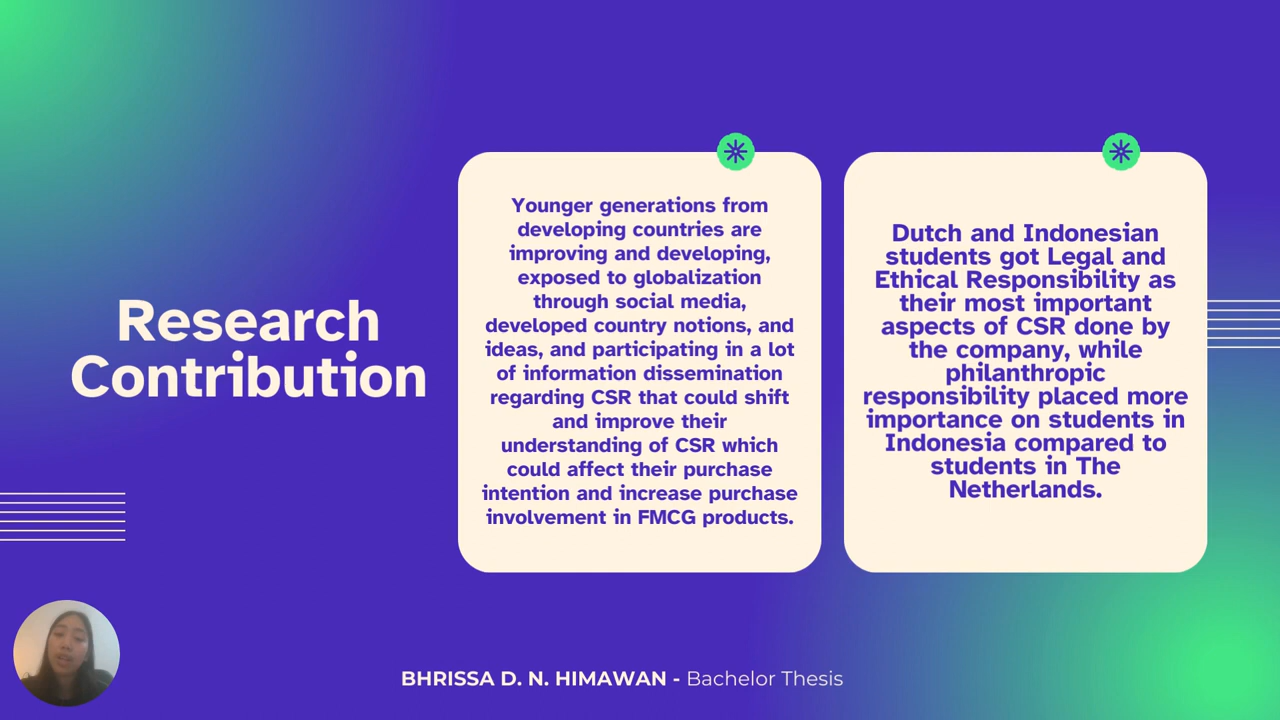 Research
Contribution
Younger generations from
developing countries are
improving and developing,
exposed to globalization
through social media,
developed country notions, and
ideas, and participating in a lot
of information dissemination
regarding CSR that could shift
and improve their
understanding of CSR which
could affect their purchase
intention and increase purchase
involvement in FMCG products.
Dutch and Indonesian
students got Legal and
Ethical Responsibility as
their most important
aspects of CSR done by
the company, while
philanthropic
responsibility placed more
importance on students in
Indonesia compared to
students in The
Netherlands.
BHRISSA D. N. HIMAWAN - Bachelor Thesis